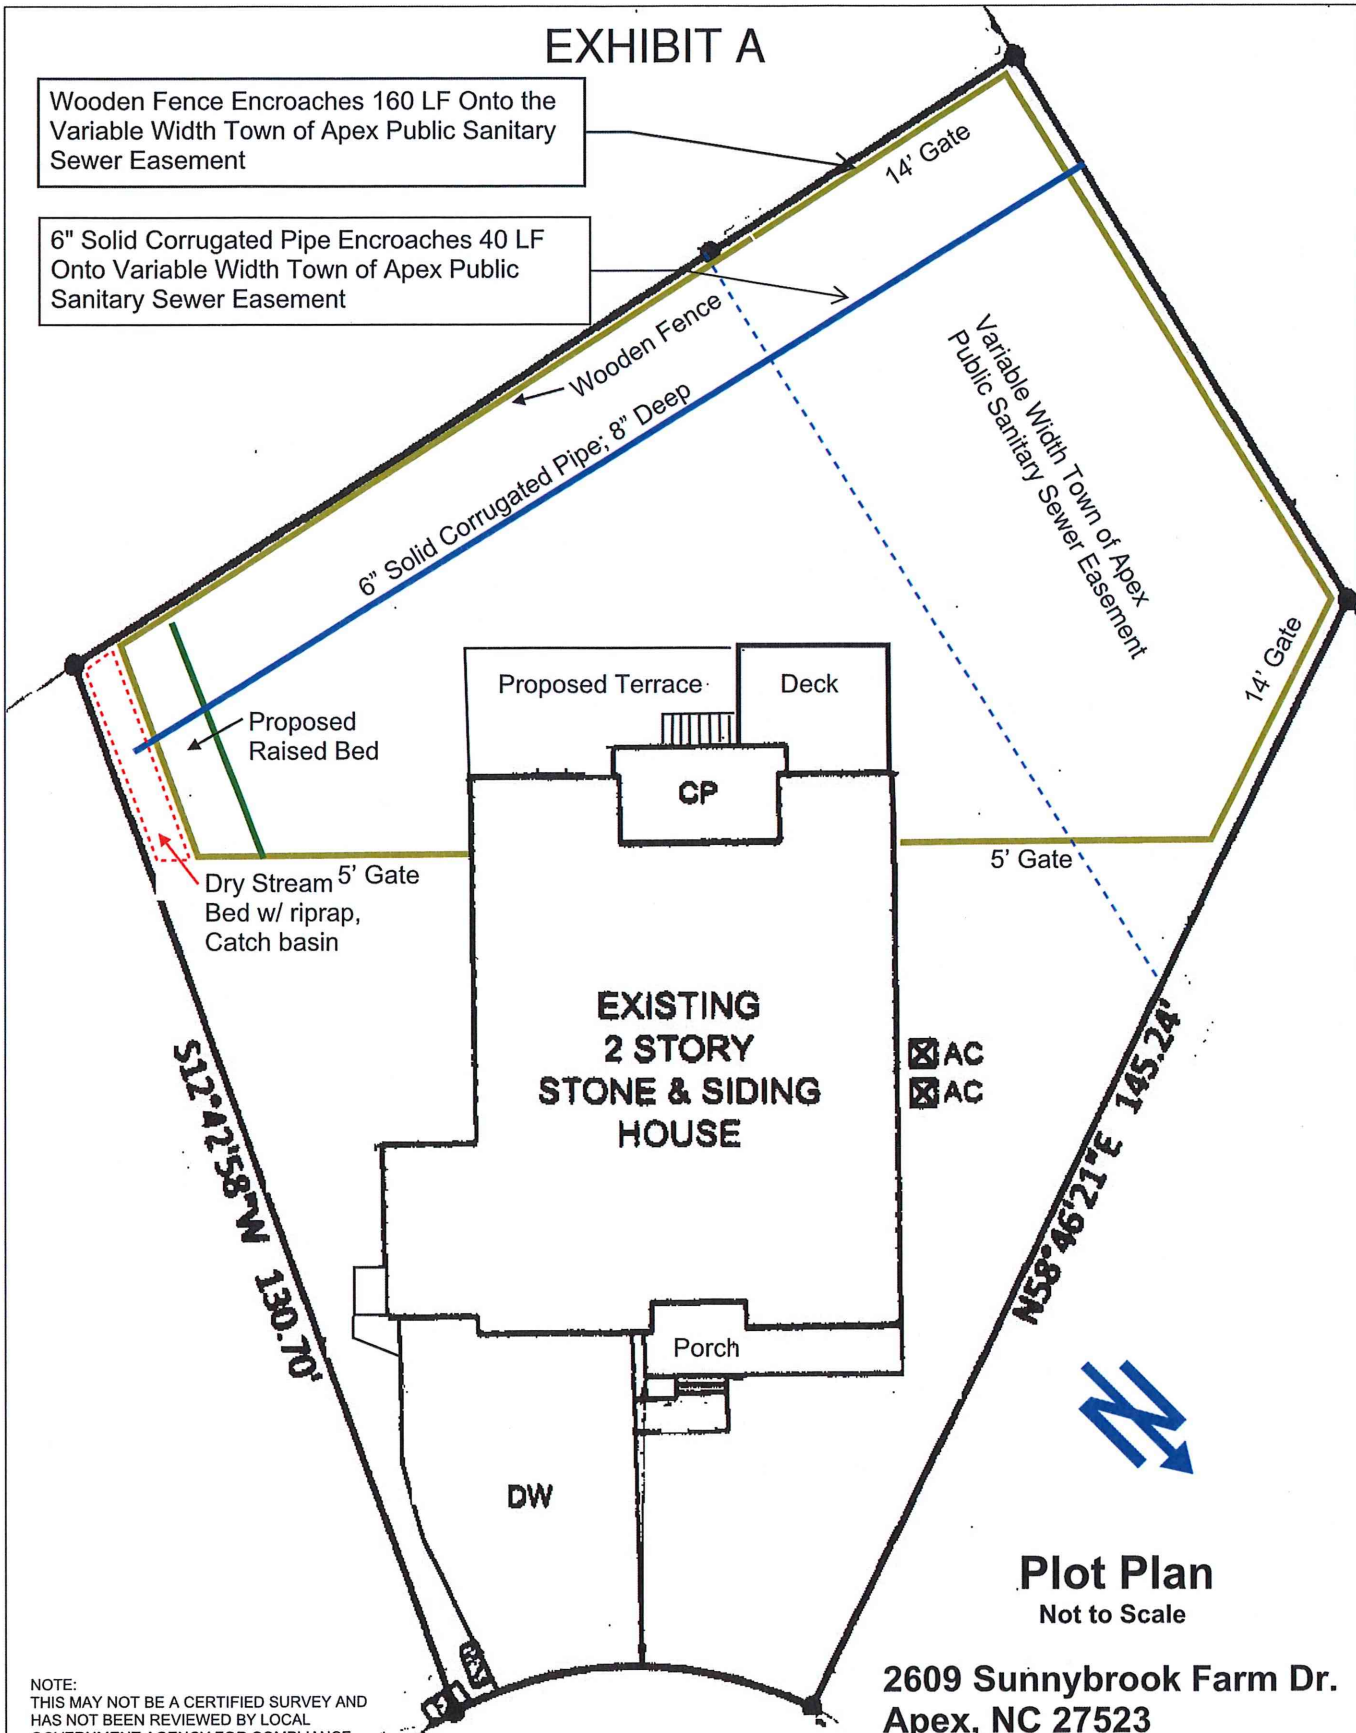 EXHIBIT A
Wooden Fence Encroaches 160 LF Onto the
Variable Width Town of Apex Public Sanitary
Sewer Easement
6" Solid Corrugated Pipe Encroaches 40 LF
Onto Variable Width Town of Apex Public
Sanitary Sewer Easement
14' Gate
Wooden Fence
6" Solid Corrugated Pipe; 8" Deep
Variable Width Town of Apex
Public Sanitary Sewer Easement
14' Gate
Proposed Terrace
Deck
Proposed
Raised Bed
CP
5' Gate
5' Gate
Dry Stream
Bed w/ riprap,
Catch basin
EXISTING
2 STORY
STONE & SIDING
HOUSE
AC
AC
S12°42'58"W 130.70'
N58°46'21"E 145.24'
Porch
DW
N
Plot Plan
Not to Scale
2609 Sunnybrook Farm Dr.
Apex, NC 27523
NOTE:
THIS MAY NOT BE A CERTIFIED SURVEY AND
HAS NOT BEEN REVIEWED BY LOCAL
GOVERNMENT AGENCY FOR COMPLIANCE